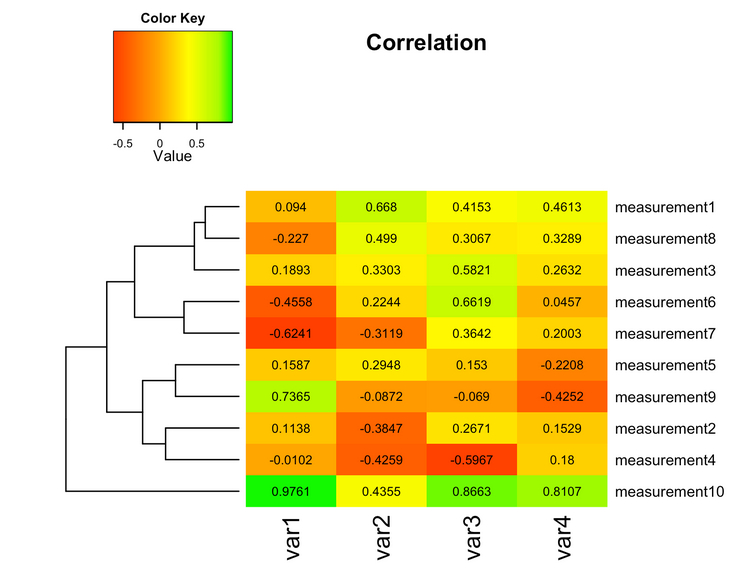 Color Key
Correlation
-0.5 0 0.5
Value
0.094 0.668 0.4153 0.4613 measurement1
-0.227 0.499 0.3067 0.3289 measurement8
0.1893 0.3303 0.5821 0.2632 measurement3
-0.4558 0.2244 0.6619 0.0457 measurement6
-0.6241 -0.3119 0.3642 0.2003 measurement7
0.1587 0.2948 0.153 -0.2208 measurement5
0.7365 -0.0872 -0.069 -0.4252 measurement9
0.1138 -0.3847 0.2671 0.1529 measurement2
-0.0102 -0.4259 -0.5967 0.18 measurement4
0.9761 0.4355 0.8663 0.8107 measurement10
var1 var2 var3 var4